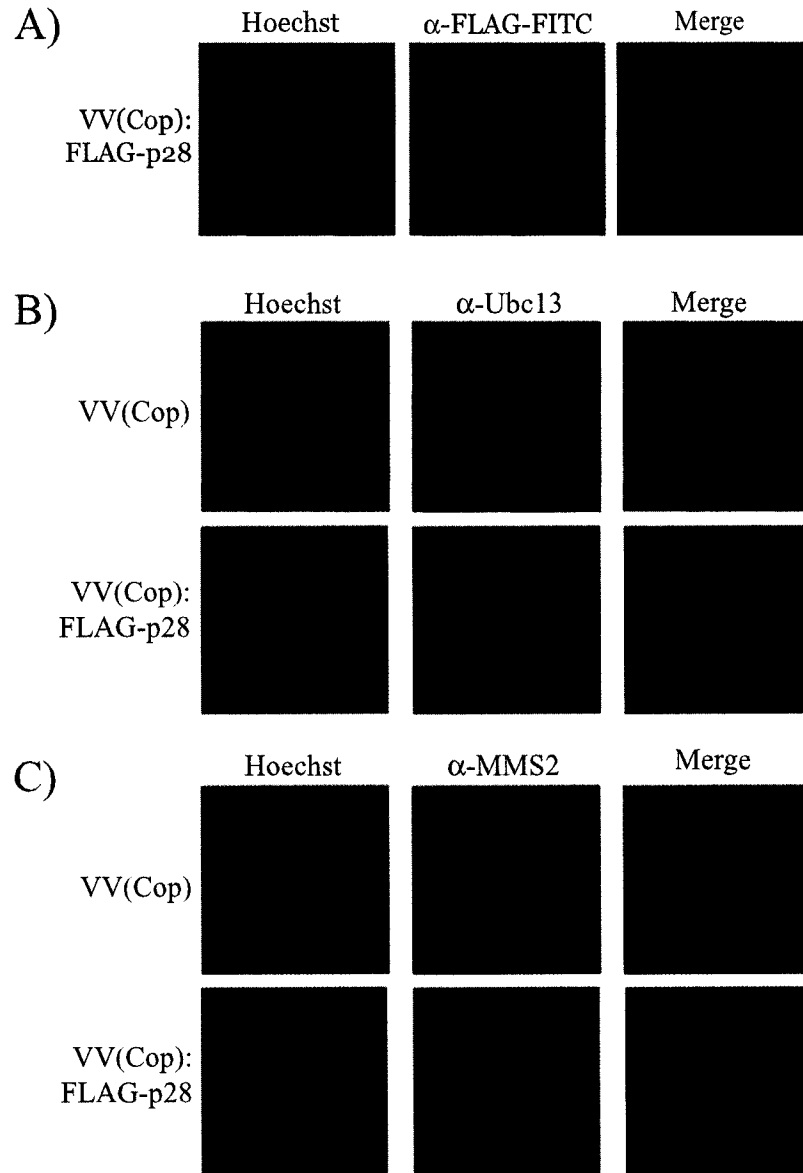 A)
Hoechst α-FLAG-FITC Merge
VV(Cop):
FLAG-p28
B)
Hoechst α-Ubc13 Merge
VV(Cop)
VV(Cop):
FLAG-p28
C)
Hoechst α-MMS2 Merge
VV(Cop)
VV(Cop):
FLAG-p28